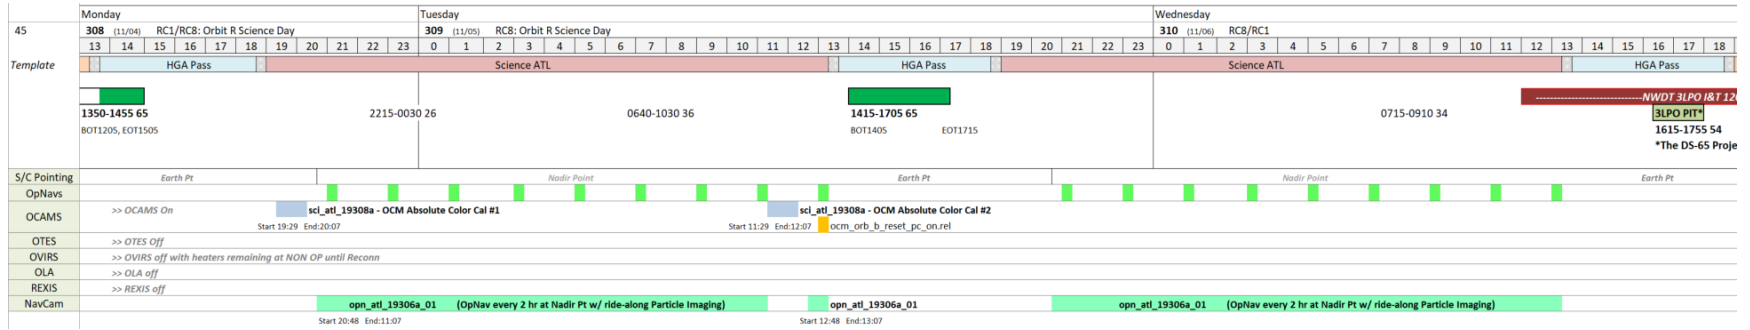 Monday Tuesday Wednesday
45 308 (11/04) RC1/RC8: Orbit R Science Day 309 (11/05) RC8: Orbit R Science Day 310 (11/06) RC8/RC1
13 14 15 16 17 18 19 20 21 22 23 0 1 2 3 4 5 6 7 8 9 10 11 12 13 14 15 16 17 18 19 20 21 22 23 0 1 2 3 4 5 6 7 8 9 10 11 12 13 14 15 16 17 18
Template HGA Pass Science ATL HGA Pass Science ATL HGA Pass
--------------------------------NWDT 3LPO I&T 120
1350-1455 65 2215-0030 26 0640-1030 36 1415-1705 65 0715-0910 34 3LPO PIT*
BOT1205, EOT1505 BOT1405 EOT1715 1615-1755 54
*The DS-65 Proje
S/C Pointing Earth Pt Nadir Point Earth Pt Nadir Point Earth Pt
OpNavs
OCAMS >> OCAMS On sci_atl_19308a - OCM Absolute Color Cal #1 sci_atl_19308a - OCM Absolute Color Cal #2
Start 19:29 End:20:07 Start 11:29 End:12:07 ocm_orb_b_reset_pc_on.rel
OTES >> OTES Off
OVIRS >> OVIRS off with heaters remaining at NON OP until Reconn
OLA >> OLA off
REXIS >> REXIS off
NavCam opn_atl_19306a_01 (OpNav every 2 hr at Nadir Pt w/ ride-along Particle Imaging) opn_atl_19306a_01 opn_atl_19306a_01 (OpNav every 2 hr at Nadir Pt w/ ride-along Particle Imaging)
Start 20:48 End:11:07 Start 12:48 End:13:07